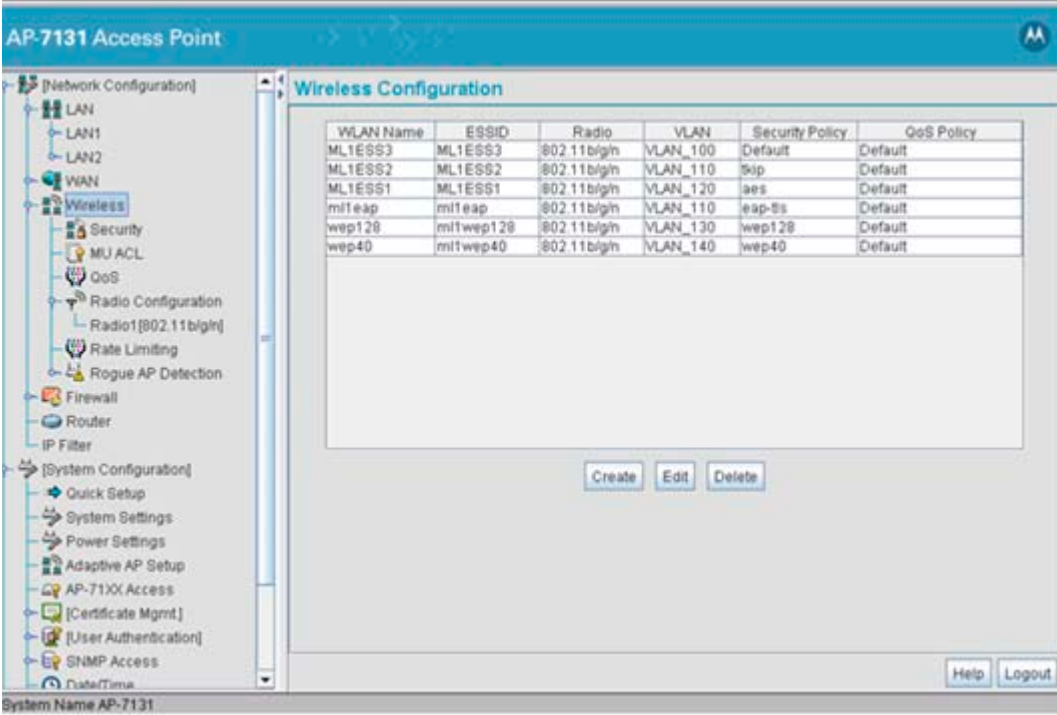 AP-7131 Access Point
[Network Configuration]
LAN
LAN1
LAN2
WAN
Wireless
Security
MU ACL
QoS
Radio Configuration
Radio1[802.11b/g/n]
Rate Limiting
Rogue AP Detection
Firewall
Router
IP Filter
[System Configuration]
Quick Setup
System Settings
Power Settings
Adaptive AP Setup
AP-71XX Access
[Certificate Mgmt.]
[User Authentication]
SNMP Access
Date/Time
Wireless Configuration
WLAN Name ESSID Radio VLAN Security Policy QoS Policy
ML1ESS3 ML1ESS3 802.11b/g/n VLAN_100 Default Default
ML1ESS2 ML1ESS2 802.11b/g/n VLAN_110 tkip Default
ML1ESS1 ML1ESS1 802.11b/g/n VLAN_120 aes Default
ml1eap ml1eap 802.11b/g/n VLAN_110 eap-tls Default
wep128 ml1wep128 802.11b/g/n VLAN_130 wep128 Default
wep40 ml1wep40 802.11b/g/n VLAN_140 wep40 Default
Create Edit Delete
Help Logout
System Name AP-7131